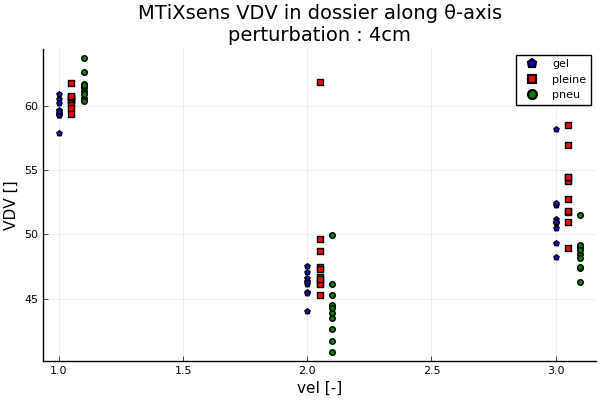 MTiXsens VDV in dossier along θ-axis
perturbation : 4cm
gel
pleine
pneu
60
55
50
45
VDV []
1.0
1.5
2.0
2.5
3.0
vel [-]